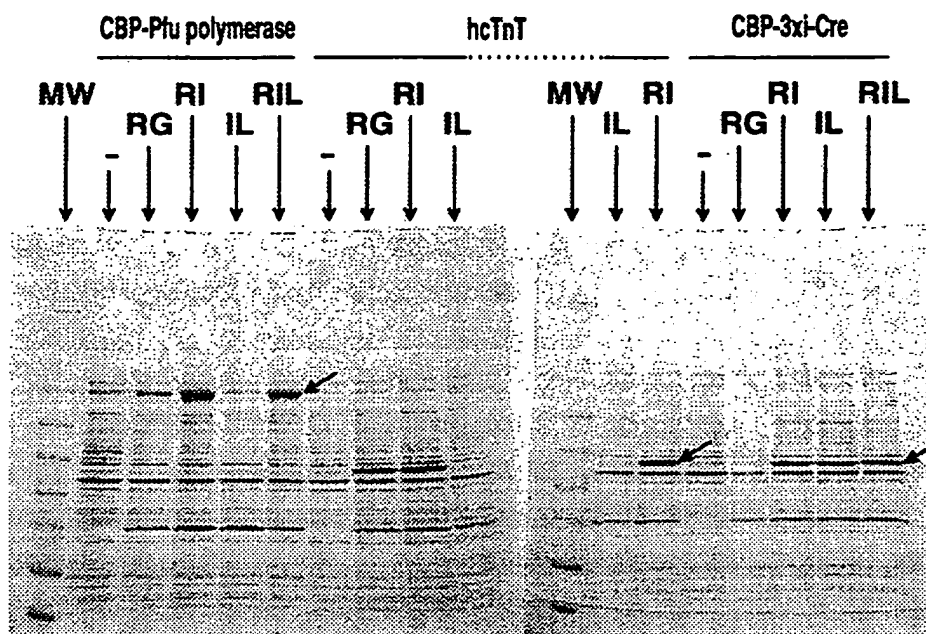 CBP-Pfu polymerase hcTnT CBP-3xi-Cre
MW RI RIL RI MW RI RI RIL
RG IL RG IL IL RG IL
- - -